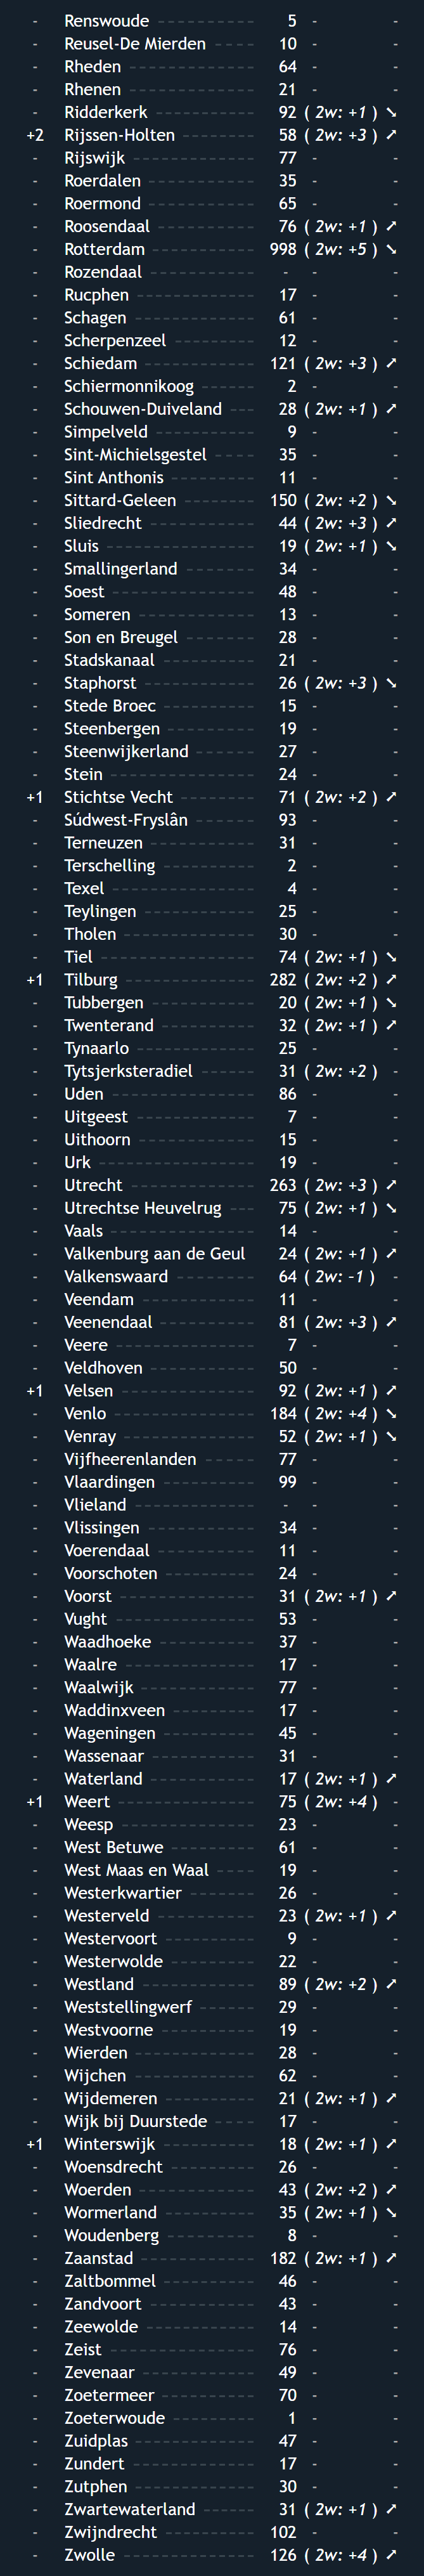 - Renswoude ----------- 5 - -
- Reusel-De Mierden ----- 10 - -
- Rheden -------------- 64 - -
- Rhenen -------------- 21 - -
- Ridderkerk ----------- 92 ( 2w: +1 ) ➘
+2 Rijssen-Holten --------- 58 ( 2w: +3 ) ➚
- Rijswijk -------------- 77 - -
- Roerdalen ------------ 35 - -
- Roermond ------------ 65 - -
- Roosendaal ----------- 76 ( 2w: +1 ) ➚
- Rotterdam ------------ 998 ( 2w: +5 ) ➘
- Rozendaal ------------ - - -
- Rucphen ------------- 17 - -
- Schagen ------------- 61 - -
- Scherpenzeel --------- 12 - -
- Schiedam ------------ 121 ( 2w: +3 ) ➚
- Schiermonnikoog ------ 2 - -
- Schouwen-Duiveland --- 28 ( 2w: +1 ) ➚
- Simpelveld ----------- 9 - -
- Sint-Michielsgestel ----- 35 - -
- Sint Anthonis ---------- 11 - -
- Sittard-Geleen --------- 150 ( 2w: +2 ) ➘
- Sliedrecht ------------ 44 ( 2w: +3 ) ➚
- Sluis ---------------- 19 ( 2w: +1 ) ➘
- Smallingerland -------- 34 - -
- Soest ---------------- 48 - -
- Someren ------------- 13 - -
- Son en Breugel -------- 28 - -
- Stadskanaal ---------- 21 - -
- Staphorst ------------ 26 ( 2w: +3 ) ➘
- Stede Broec ---------- 15 - -
- Steenbergen ---------- 19 - -
- Steenwijkerland ------- 27 - -
- Stein ---------------- 24 - -
+1 Stichtse Vecht --------- 71 ( 2w: +2 ) ➚
- Súdwest-Fryslân ------- 93 - -
- Terneuzen ------------ 31 - -
- Terschelling ----------- 2 - -
- Texel ---------------- 4 - -
- Teylingen ------------ 25 - -
- Tholen --------------- 30 - -
- Tiel ------------------ 74 ( 2w: +1 ) ➘
+1 Tilburg --------------- 282 ( 2w: +2 ) ➚
- Tubbergen ------------ 20 ( 2w: +1 ) ➘
- Twenterand ----------- 32 ( 2w: +1 ) ➚
- Tynaarlo ------------- 25 - -
- Tytsjerksteradiel ------ 31 ( 2w: +2 ) -
- Uden ---------------- 86 - -
- Uitgeest ------------- 7 - -
- Uithoorn ------------- 15 - -
- Urk ------------------ 19 - -
- Utrecht -------------- 263 ( 2w: +3 ) ➚
- Utrechtse Heuvelrug --- 75 ( 2w: +1 ) ➘
- Vaals ---------------- 14 - -
- Valkenburg aan de Geul 24 ( 2w: +1 ) ➚
- Valkenswaard --------- 64 ( 2w: -1 ) -
- Veendam ------------- 11 - -
- Veenendaal ----------- 81 ( 2w: +3 ) ➚
- Veere ---------------- 7 - -
- Veldhoven ------------ 50 - -
+1 Velsen --------------- 92 ( 2w: +1 ) ➚
- Venlo ---------------- 184 ( 2w: +4 ) ➘
- Venray --------------- 52 ( 2w: +1 ) ➘
- Vijfheerenlanden ------ 77 - -
- Vlaardingen ---------- 99 - -
- Vlieland -------------- - - -
- Vlissingen ------------ 34 - -
- Voerendaal ----------- 11 - -
- Voorschoten ---------- 24 - -
- Voorst --------------- 31 ( 2w: +1 ) ➚
- Vught ---------------- 53 - -
- Waadhoeke ----------- 37 - -
- Waalre --------------- 17 - -
- Waalwijk ------------- 77 - -
- Waddinxveen --------- 17 - -
- Wageningen ---------- 45 - -
- Wassenaar ----------- 31 - -
- Waterland ------------ 17 ( 2w: +1 ) ➚
+1 Weert --------------- 75 ( 2w: +4 ) -
- Weesp --------------- 23 - -
- West Betuwe --------- 61 - -
- West Maas en Waal ---- 19 - -
- Westerkwartier -------- 26 - -
- Westerveld ----------- 23 ( 2w: +1 ) ➚
- Westervoort ---------- 9 - -
- Westerwolde --------- 22 - -
- Westland ------------ 89 ( 2w: +2 ) ➚
- Weststellingwerf ------ 29 - -
- Westvoorne ---------- 19 - -
- Wierden ------------- 28 - -
- Wijchen -------------- 62 - -
- Wijdemeren ---------- 21 ( 2w: +1 ) ➚
- Wijk bij Duurstede ----- 17 - -
+1 Winterswijk ---------- 18 ( 2w: +1 ) ➚
- Woensdrecht --------- 26 - -
- Woerden ------------- 43 ( 2w: +2 ) ➚
- Wormerland ---------- 35 ( 2w: +1 ) ➘
- Woudenberg ---------- 8 - -
- Zaanstad ------------- 182 ( 2w: +1 ) ➚
- Zaltbommel ---------- 46 - -
- Zandvoort ------------ 43 - -
- Zeewolde ------------ 14 - -
- Zeist ---------------- 76 - -
- Zevenaar ------------ 49 - -
- Zoetermeer ---------- 70 - -
- Zoeterwoude --------- 1 - -
- Zuidplas ------------- 47 - -
- Zundert -------------- 17 - -
- Zutphen ------------- 30 - -
- Zwartewaterland ------ 31 ( 2w: +1 ) ➚
- Zwijndrecht ---------- 102 - -
- Zwolle --------------- 126 ( 2w: +4 ) ➚